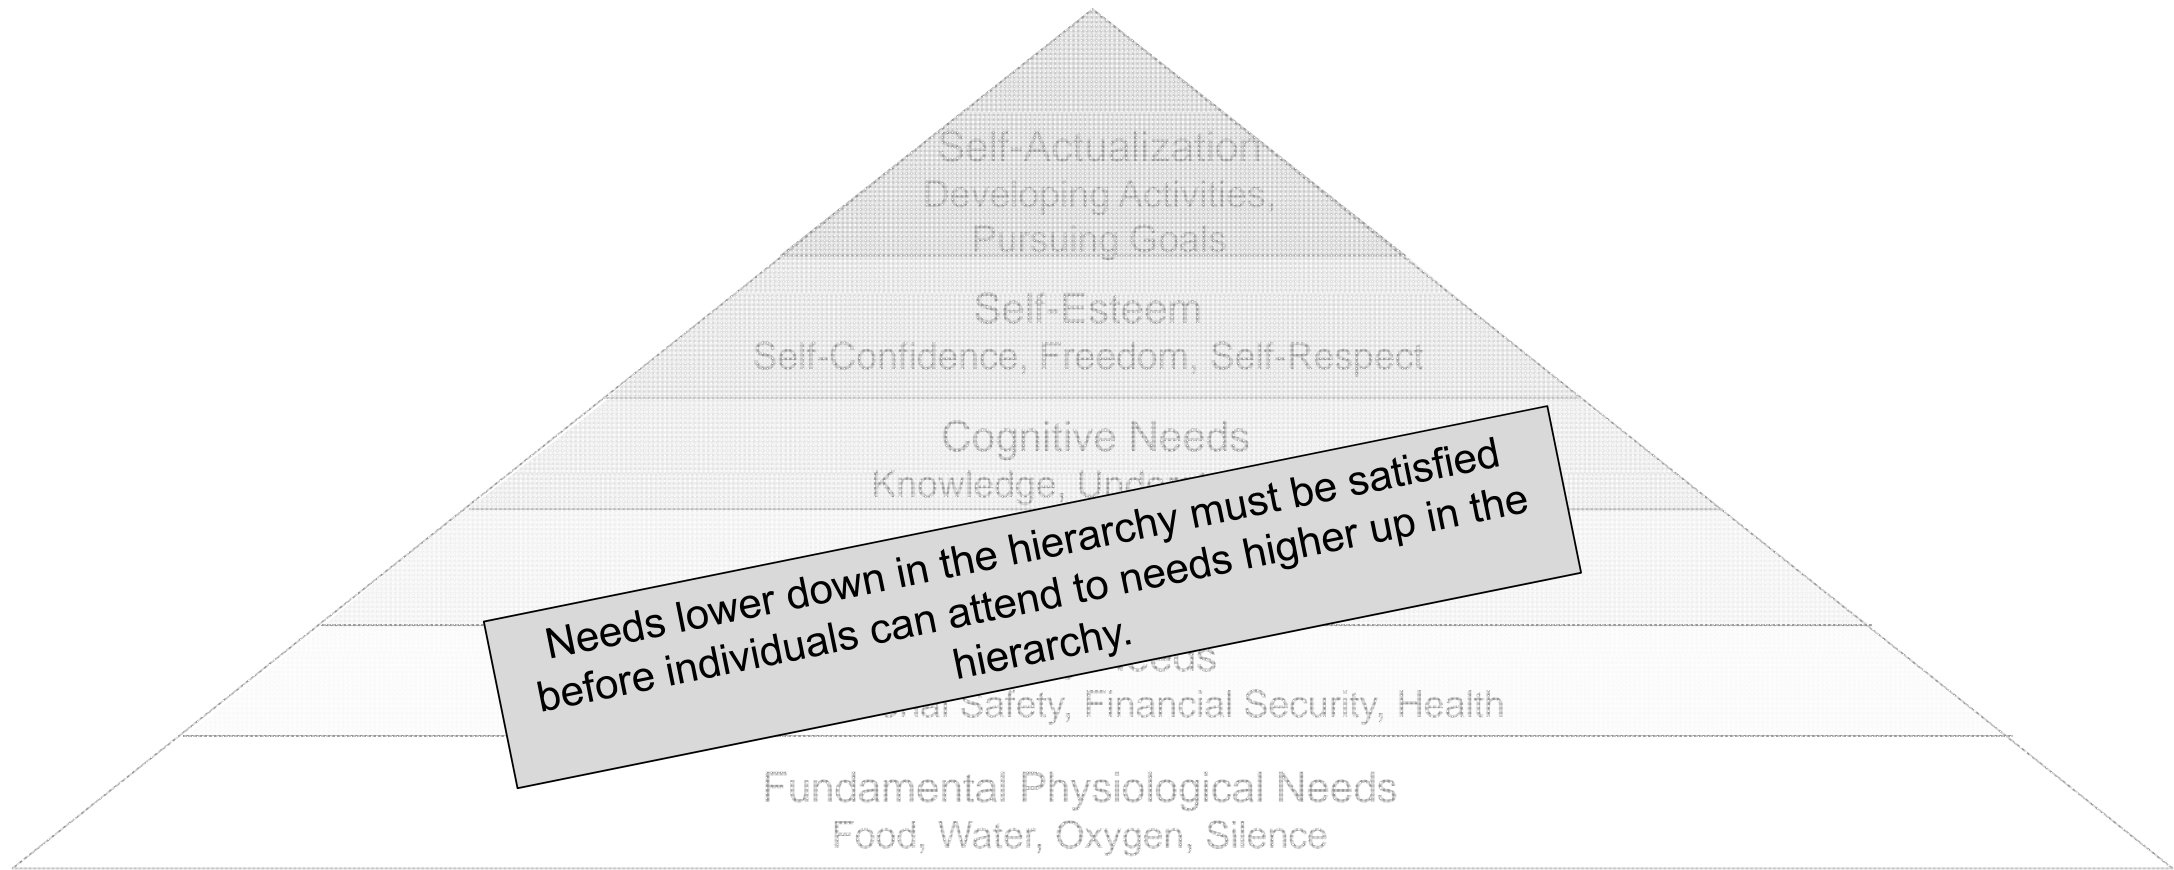 Self-Actualization
Developing Activities,
Pursuing Goals
Self-Esteem
Self-Confidence, Freedom, Self-Respect
Cognitive Needs
Knowledge,
Needs lower down in the hierarchy must be satisfied
before individuals can attend to needs higher up in the
hierarchy.
Safety, Financial Security, Health
Fundamental Physiological Needs
Food, Water, Oxygen, Silence